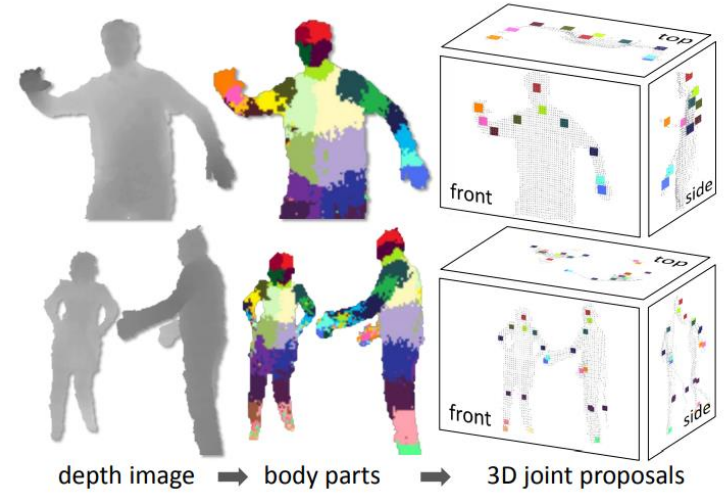 top
front
side
top
front
side
depth image
body parts
3D joint proposals